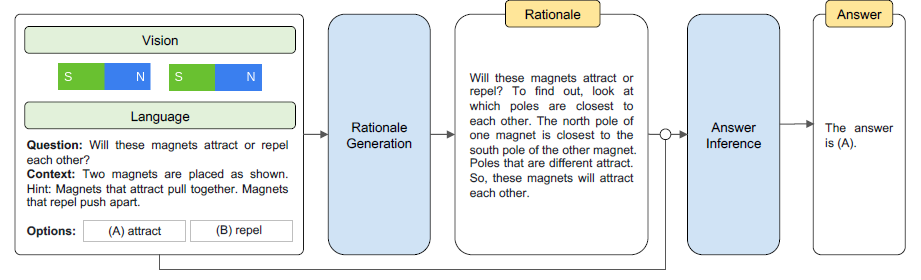 Vision
S N S N
Language
Question: Will these magnets attract or repel
each other?
Context: Two magnets are placed as shown.
Hint: Magnets that attract pull together. Magnets
that repel push apart.
Options: (A) attract (B) repel
Rationale
Generation
Rationale
Will these magnets attract or
repel? To find out, look at
which poles are closest to
each other. The north pole of
one magnet is closest to the
south pole of the other magnet.
Poles that are different attract.
So, these magnets will attract
each other.
Answer
Inference
Answer
The answer
is (A).